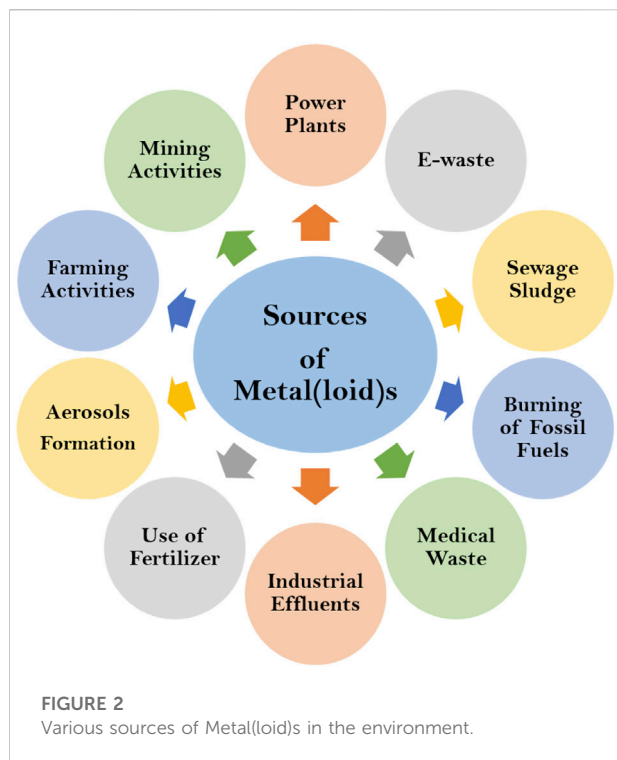 Power
Plants
E-waste
Sewage
Sludge
Burning
of Fossil
Fuels
Medical
Waste
Industrial
Effluents
Use of
Fertilizer
Aerosols
Formation
Farming
Activities
Mining
Activities
Sources
of
Metal(loid)s
FIGURE 2
Various sources of Metal(loid)s in the environment.